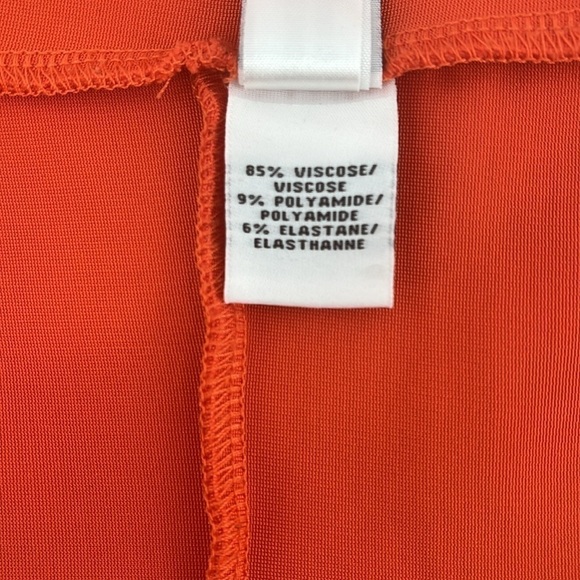 85% VISCOSE/
VISCOSE
9% POLYAMIDE/
POLYAMIDE
6% ELASTANE/
ELASTHANNE